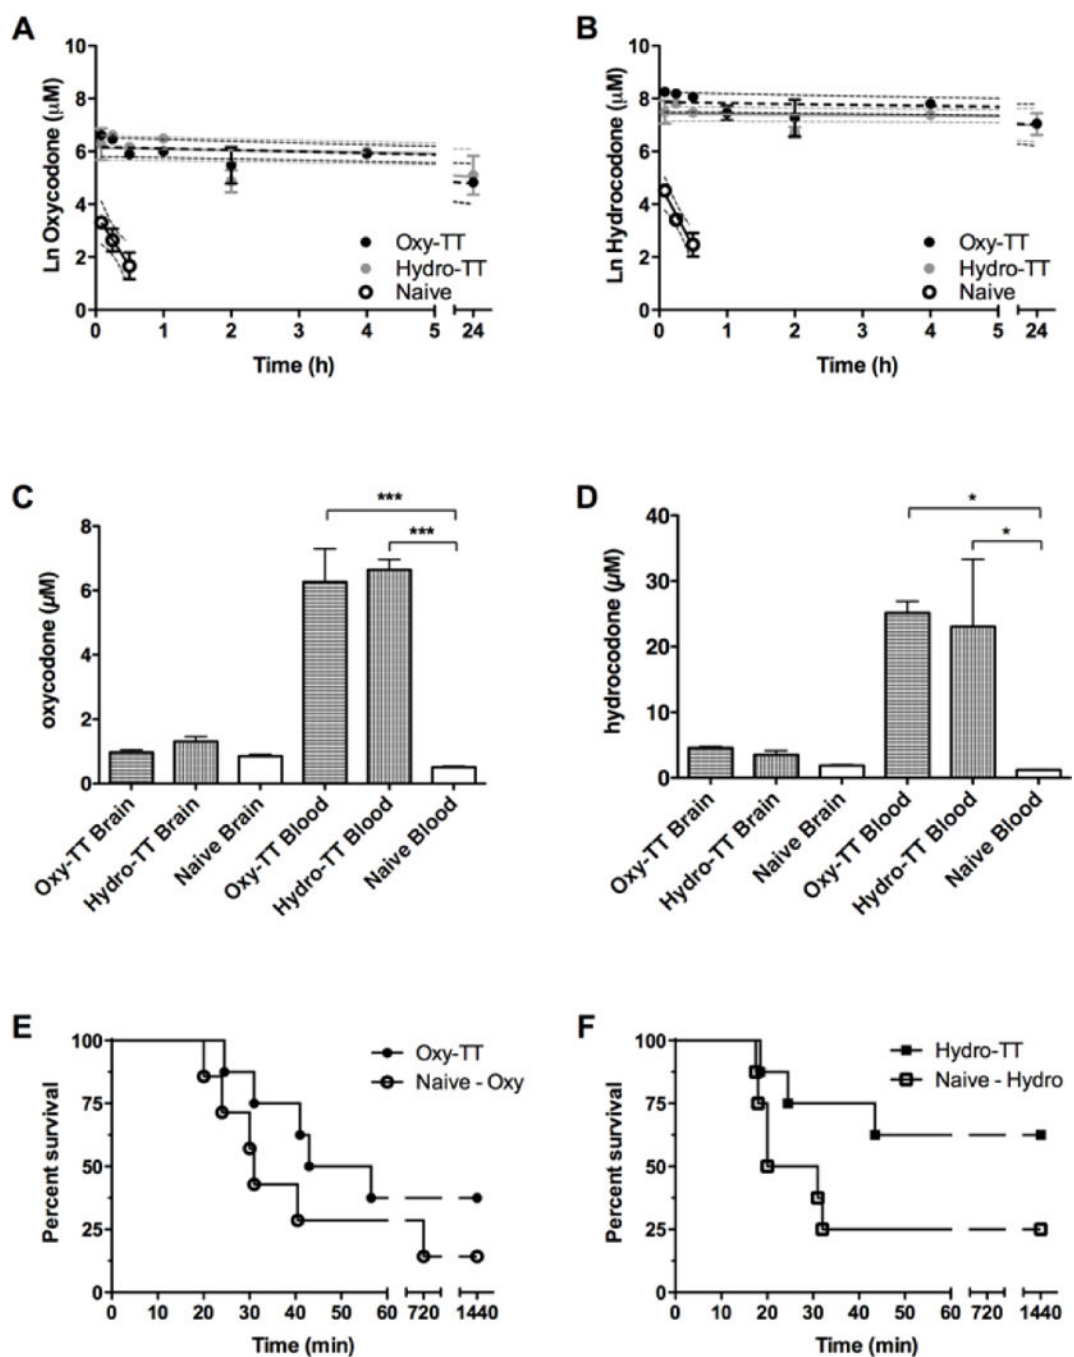 A
10
8
6
4
2
0
Ln Oxycodone (µM)
Oxy-TT
Hydro-TT
Naive
0 1 2 3 4 5 24
Time (h)
B
10
8
6
4
2
0
Ln Hydrocodone (µM)
Oxy-TT
Hydro-TT
Naive
0 1 2 3 4 5 24
Time (h)
C
8
6
4
2
0
oxycodone (µM)
***
***
Oxy-TT Brain
Hydro-TT Brain
Naive Brain
Oxy-TT Blood
Hydro-TT Blood
Naive Blood
D
40
30
20
10
0
hydrocodone (µM)
*
*
Oxy-TT Brain
Hydro-TT Brain
Naive Brain
Oxy-TT Blood
Hydro-TT Blood
Naive Blood
E
100
75
50
25
0
Percent survival
Oxy-TT
Naive - Oxy
0 10 20 30 40 50 60 720 1440
Time (min)
F
100
75
50
25
0
Percent survival
Hydro-TT
Naive - Hydro
0 10 20 30 40 50 60 720 1440
Time (min)